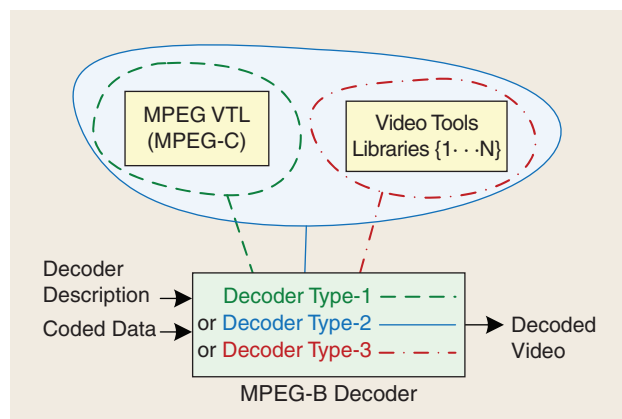 MPEG VTL
(MPEG-C)
Video Tools
Libraries {1···N}
Decoder
Description
Coded Data
Decoder Type-1
or Decoder Type-2
or Decoder Type-3
Decoded
Video
MPEG-B Decoder